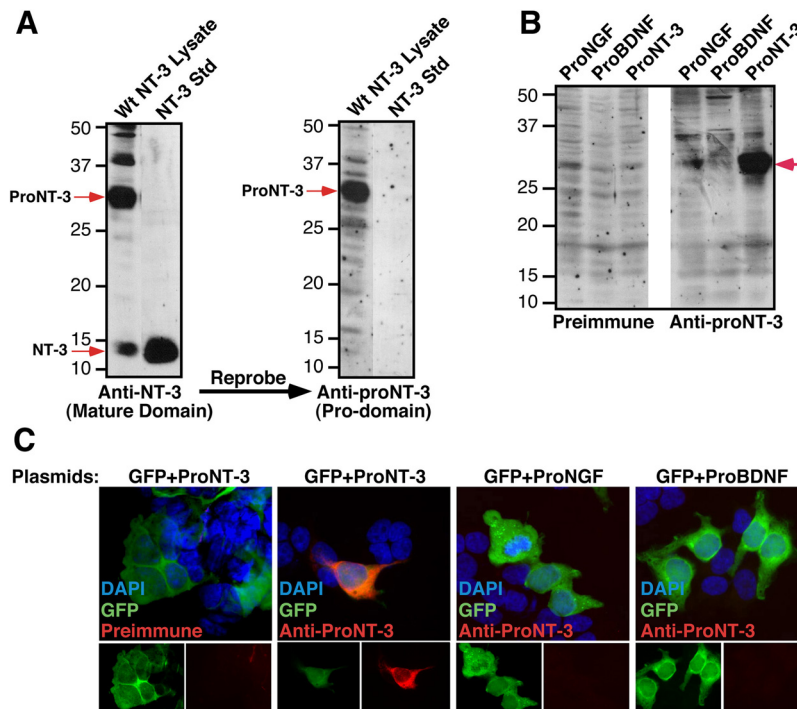 A
Wt NT-3 Lysate
NT-3 Std
50
37
ProNT-3
25
20
15
NT-3
10
Anti-NT-3
(Mature Domain)
Reprobe
Wt NT-3 Lysate
NT-3 Std
50
37
ProNT-3
25
20
15
10
Anti-proNT-3
(Pro-domain)
B
ProNGF
ProBDNF
ProNT-3
ProNGF
ProBDNF
ProNT-3
50
37
25
20
15
10
Preimmune
Anti-proNT-3
C
Plasmids:
GFP+ProNT-3
GFP+ProNT-3
GFP+ProNGF
GFP+ProBDNF
DAPI
GFP
Preimmune
DAPI
GFP
Anti-ProNT-3
DAPI
GFP
Anti-ProNT-3
DAPI
GFP
Anti-ProNT-3